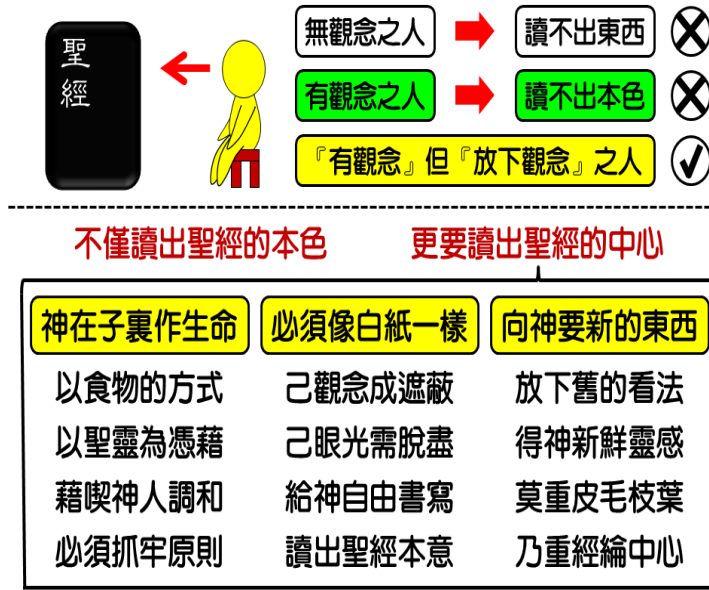 聖經
無觀念之人 讀不出東西
有觀念之人 讀不出本色
『有觀念』但『放下觀念』之人
不僅讀出聖經的本色 更要讀出聖經的中心
神在子裏作生命 必須像白紙一樣 向神要新的東西
以食物的方式 己觀念成遮蔽 放下舊的看法
以聖靈為憑藉 己眼光需脫盡 得神新鮮靈感
藉喫神人調和 給神自由書寫 莫重皮毛枝葉
必須抓牢原則 讀出聖經本意 乃重經綸中心